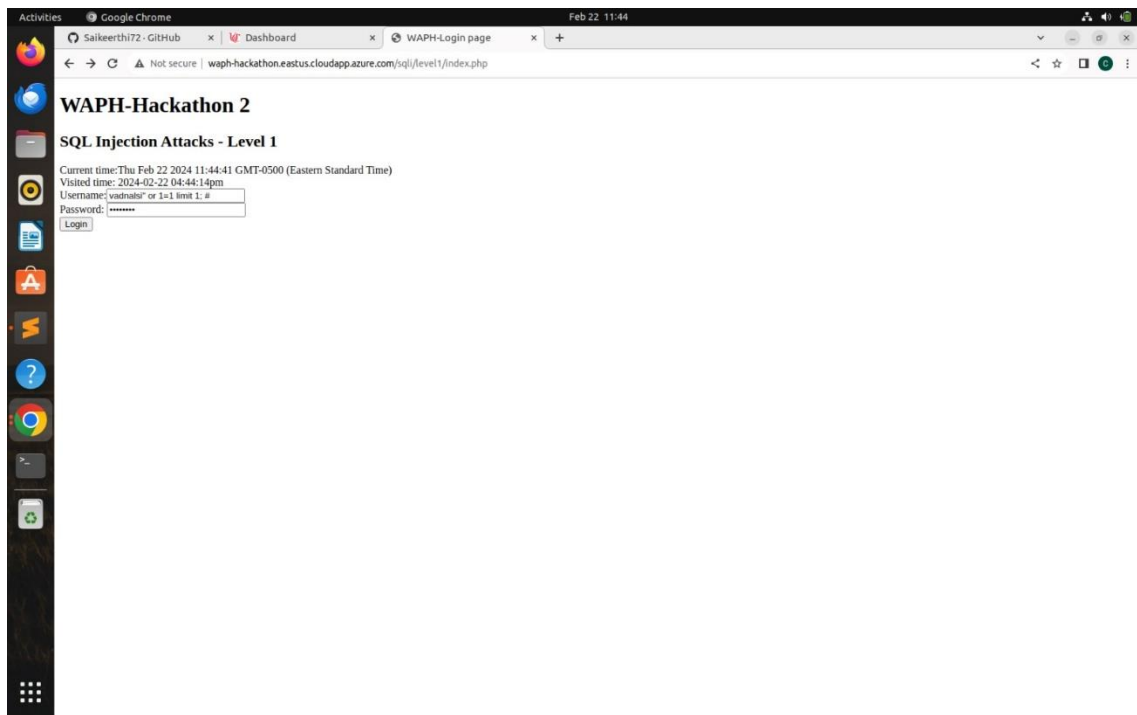 Activities Google Chrome Feb 22 11:44
Saikeerthi72 · GitHub Dashboard WAPH-Login page
Not secure waph-hackathon.eastus.cloudapp.azure.com/sqli/level1/index.php
WAPH-Hackathon 2
SQL Injection Attacks - Level 1
Current time:Thu Feb 22 2024 11:44:41 GMT-0500 (Eastern Standard Time)
Visited time: 2024-02-22 04:44:14pm
Username: vadnalsi" or 1=1 limit 1; #
Password: ••••••••
Login